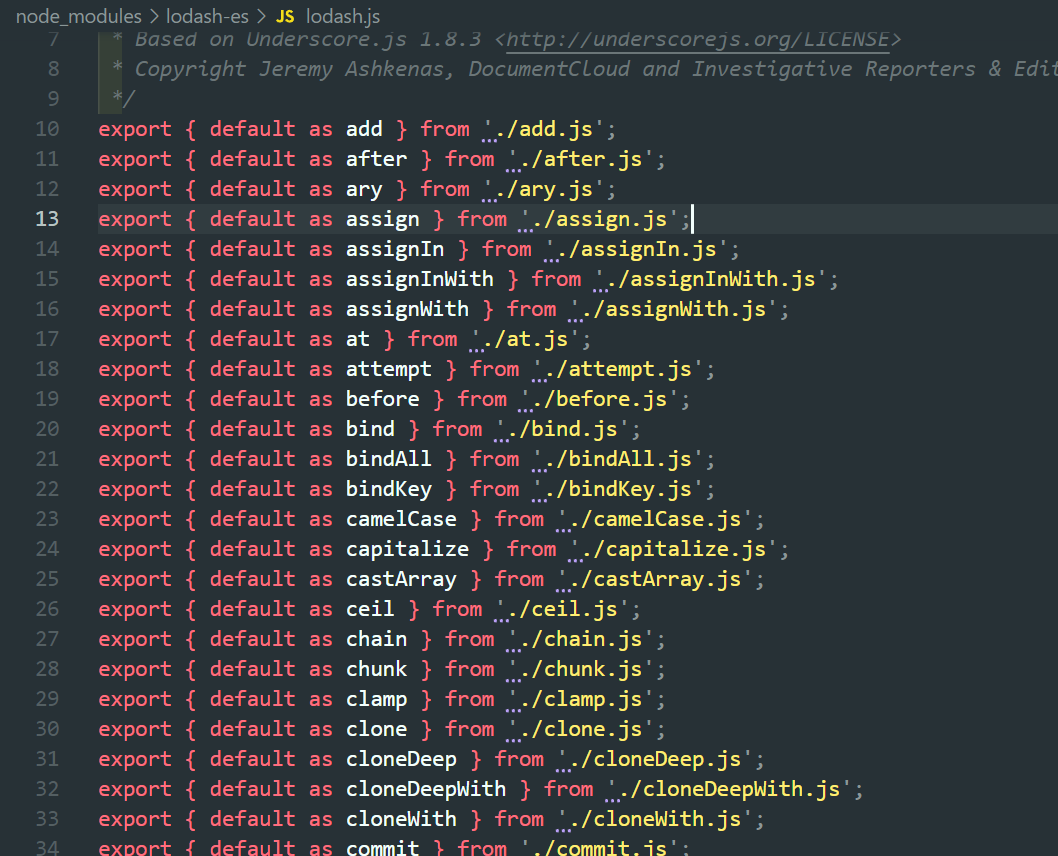 node_modules > lodash-es > JS lodash.js
7 * Based on Underscore.js 1.8.3 <http://underscorejs.org/LICENSE>
8 * Copyright Jeremy Ashkenas, DocumentCloud and Investigative Reporters & Edit
9 */
10 export { default as add } from './add.js';
11 export { default as after } from './after.js';
12 export { default as ary } from './ary.js';
13 export { default as assign } from './assign.js';
14 export { default as assignIn } from './assignIn.js';
15 export { default as assignInWith } from './assignInWith.js';
16 export { default as assignWith } from './assignWith.js';
17 export { default as at } from './at.js';
18 export { default as attempt } from './attempt.js';
19 export { default as before } from './before.js';
20 export { default as bind } from './bind.js';
21 export { default as bindAll } from './bindAll.js';
22 export { default as bindKey } from './bindKey.js';
23 export { default as camelCase } from './camelCase.js';
24 export { default as capitalize } from './capitalize.js';
25 export { default as castArray } from './castArray.js';
26 export { default as ceil } from './ceil.js';
27 export { default as chain } from './chain.js';
28 export { default as chunk } from './chunk.js';
29 export { default as clamp } from './clamp.js';
30 export { default as clone } from './clone.js';
31 export { default as cloneDeep } from './cloneDeep.js';
32 export { default as cloneDeepWith } from './cloneDeepWith.js';
33 export { default as cloneWith } from './cloneWith.js';
34 export { default as commit } from './commit.js';